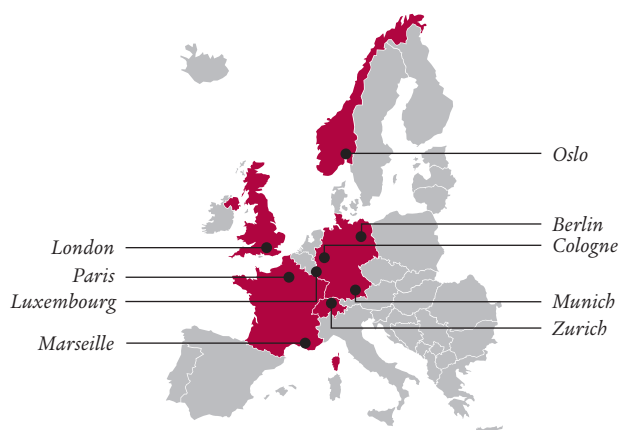 Oslo
Berlin
Cologne
London
Paris
Luxembourg
Munich
Zurich
Marseille